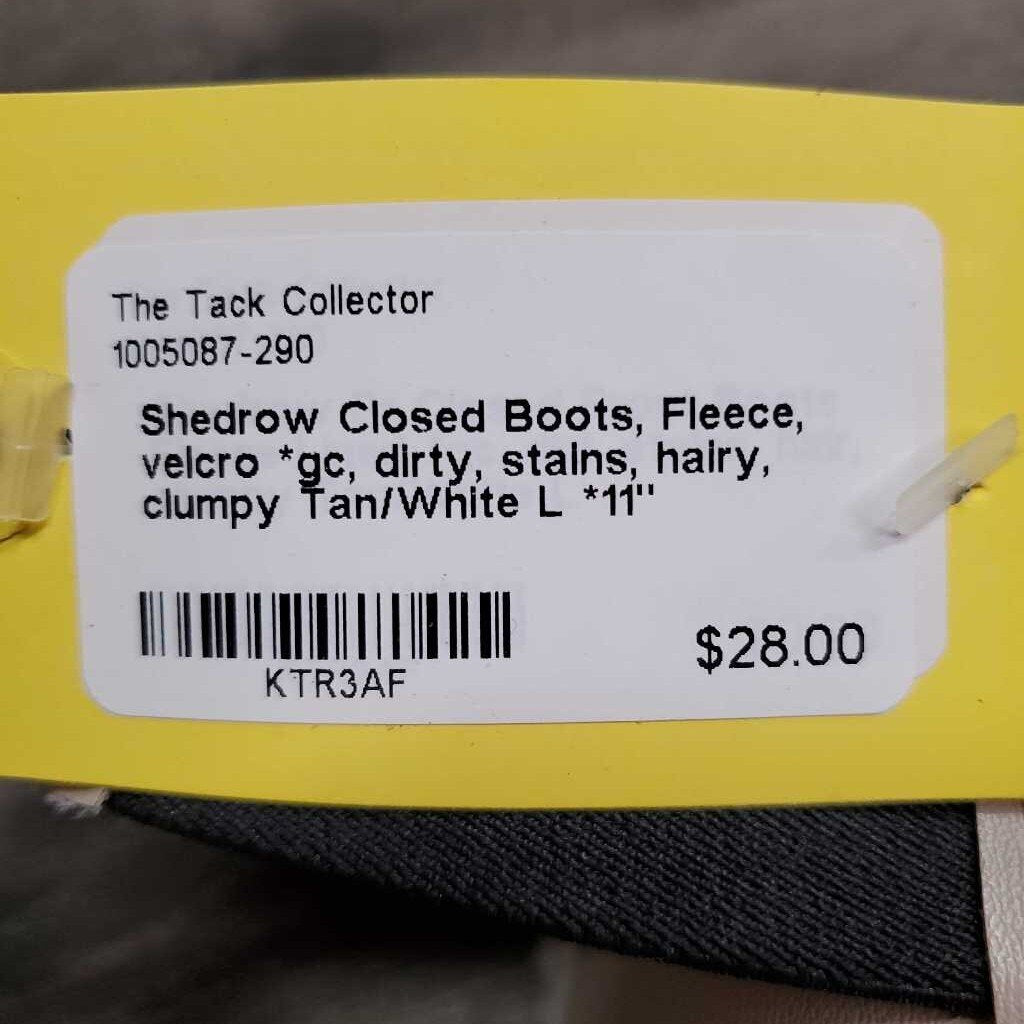 The Tack Collector
1005087-290
Shedrow Closed Boots, Fleece,
velcro *gc, dirty, stains, hairy,
clumpy Tan/White L *11"
KTR3AF
$28.00